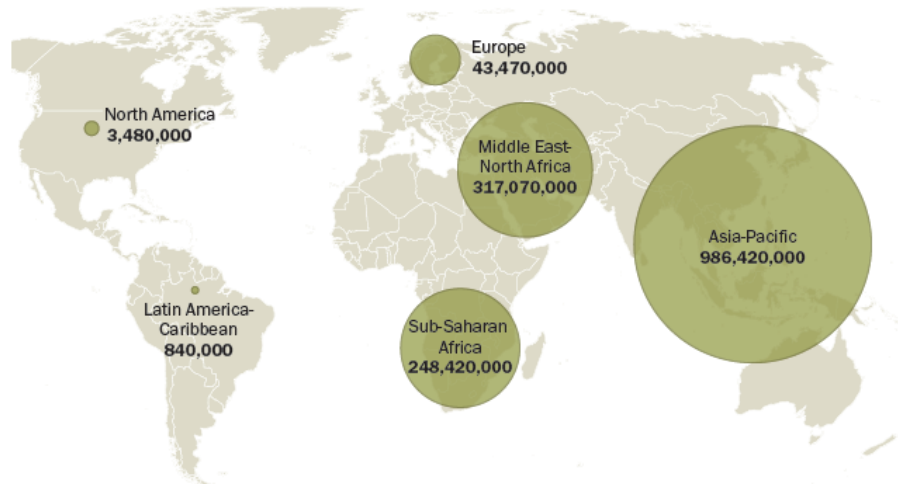 Europe
43,470,000
North America
3,480,000
Middle East-
North Africa
317,070,000
Asia-Pacific
986,420,000
Latin America-
Caribbean
840,000
Sub-Saharan
Africa
248,420,000